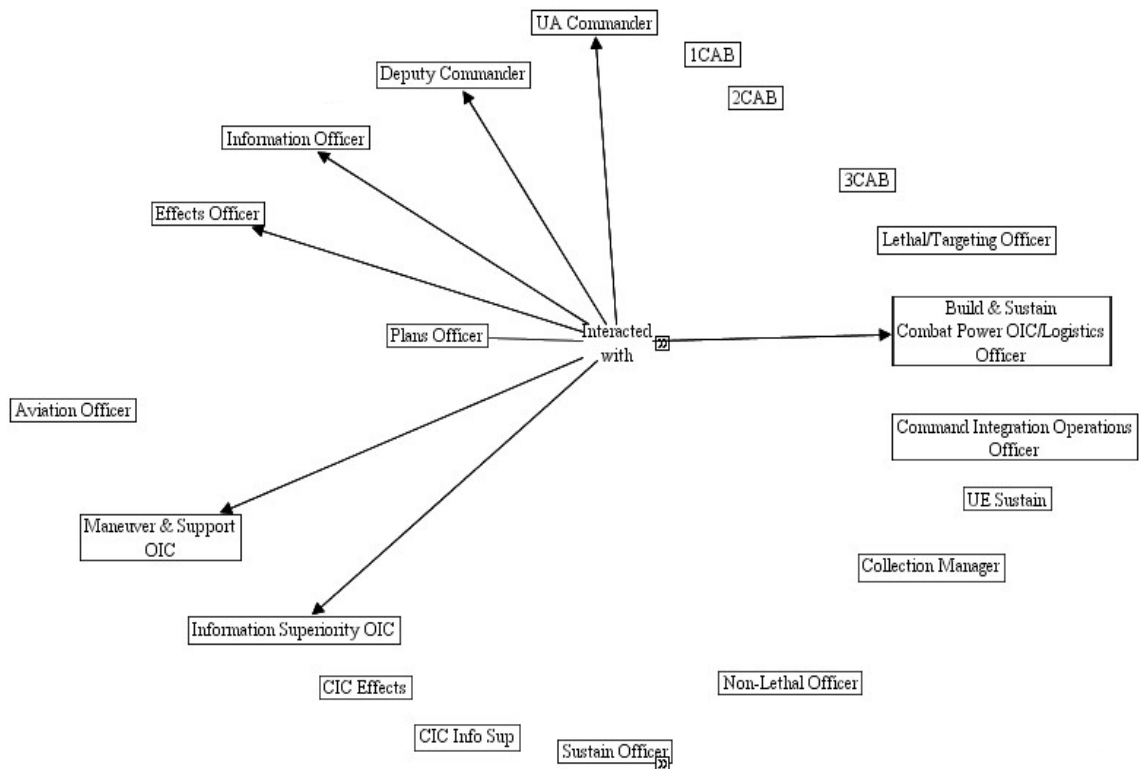 UA Commander
1CAB
Deputy Commander
2CAB
Information Officer
3CAB
Effects Officer
Lethal/Targeting Officer
Build & Sustain
Combat Power OIC/Logistics
Officer
Plans Officer
Interacted
with
Aviation Officer
Command Integration Operations
Officer
UE Sustain
Maneuver & Support
OIC
Collection Manager
Information Superiority OIC
CIC Effects
Non-Lethal Officer
CIC Info Sup
Sustain Officer